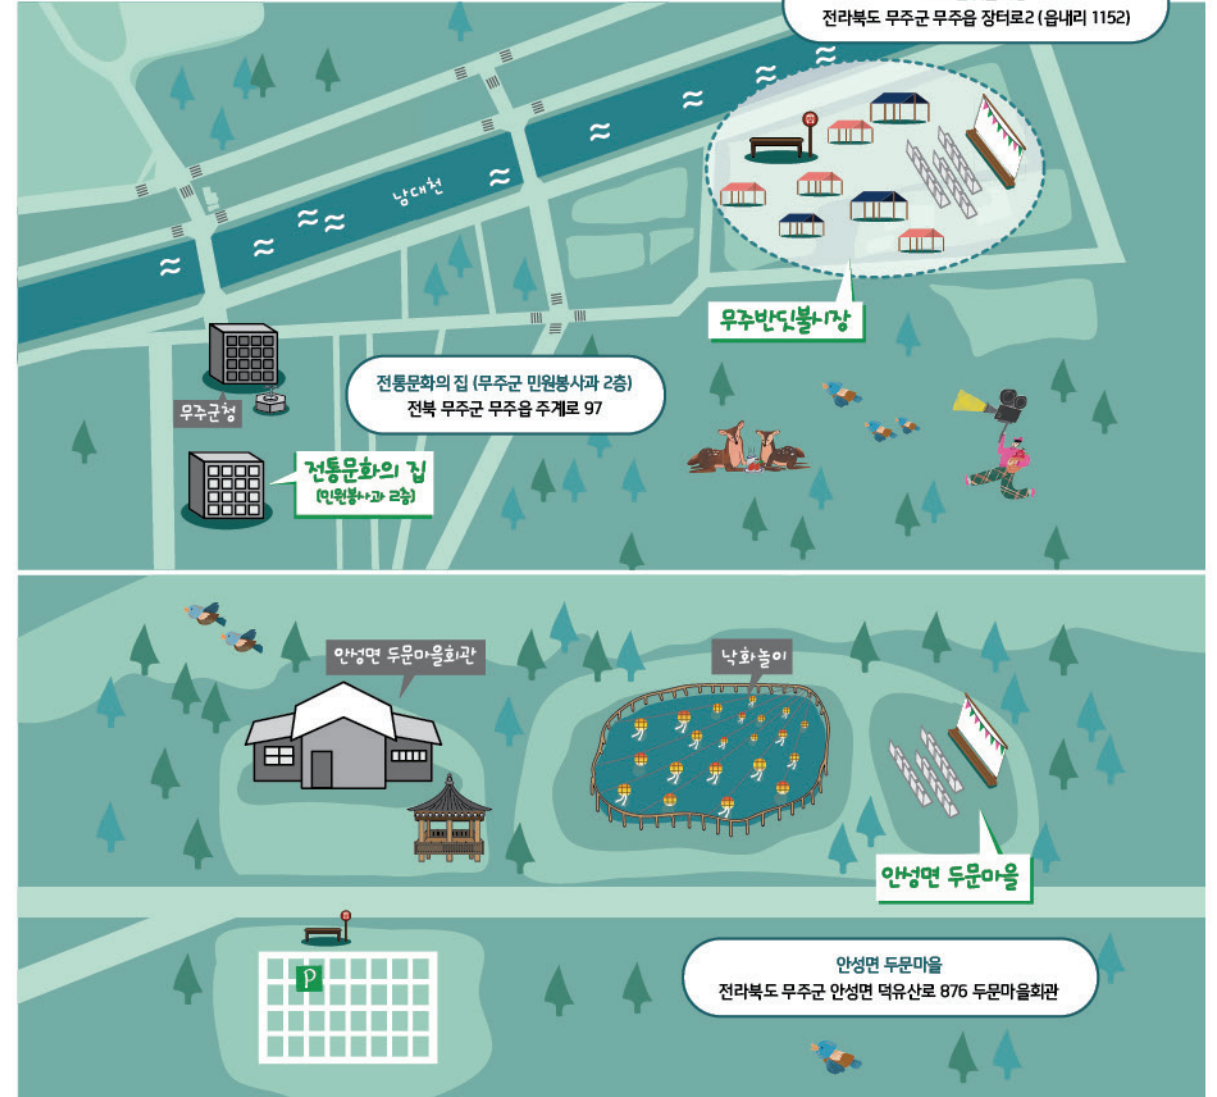 전라북도 무주군 무주읍 장터로2 (읍내리 1152)
남대천
무주반딧불시장
전통문화의 집 (무주군 민원봉사과 2층)
전북 무주군 무주읍 주계로 97
무주군청
전통문화의 집
(민원봉사과 2층)
안성면 두문마을회관
낙화놀이
안성면 두문마을
P
안성면 두문마을
전라북도 무주군 안성면 덕유산로 876 두문마을회관